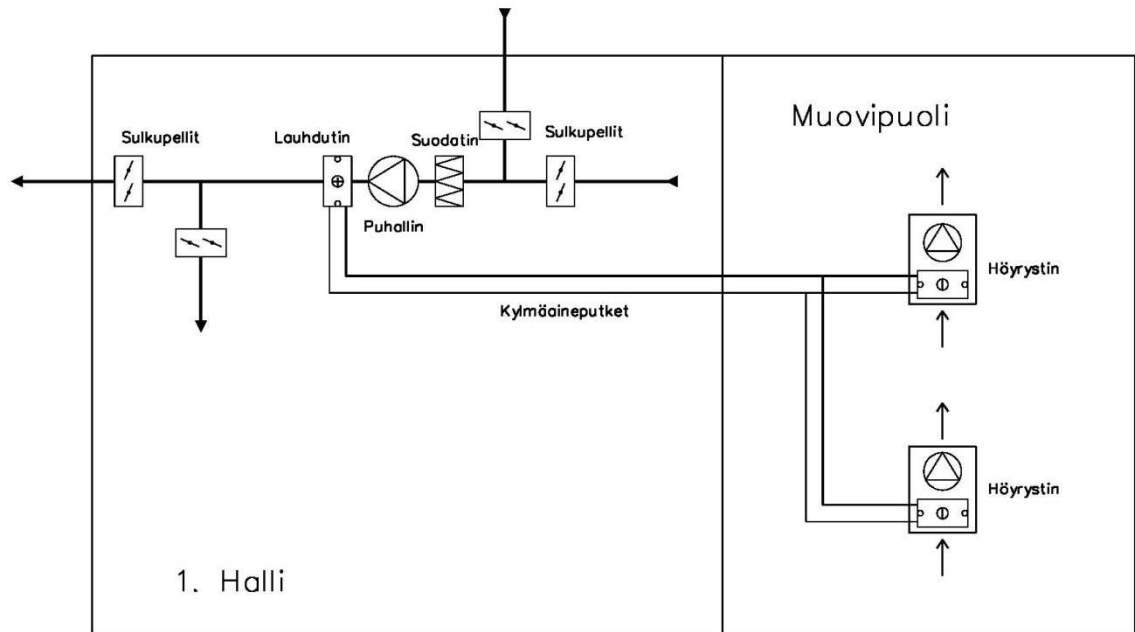 Muovipuoli
Sulkupellit
Lauhdutin
Suodatin
Sulkupellit
Puhallin
Höyrystin
Kylmäaineputket
Höyrystin
1. Halli